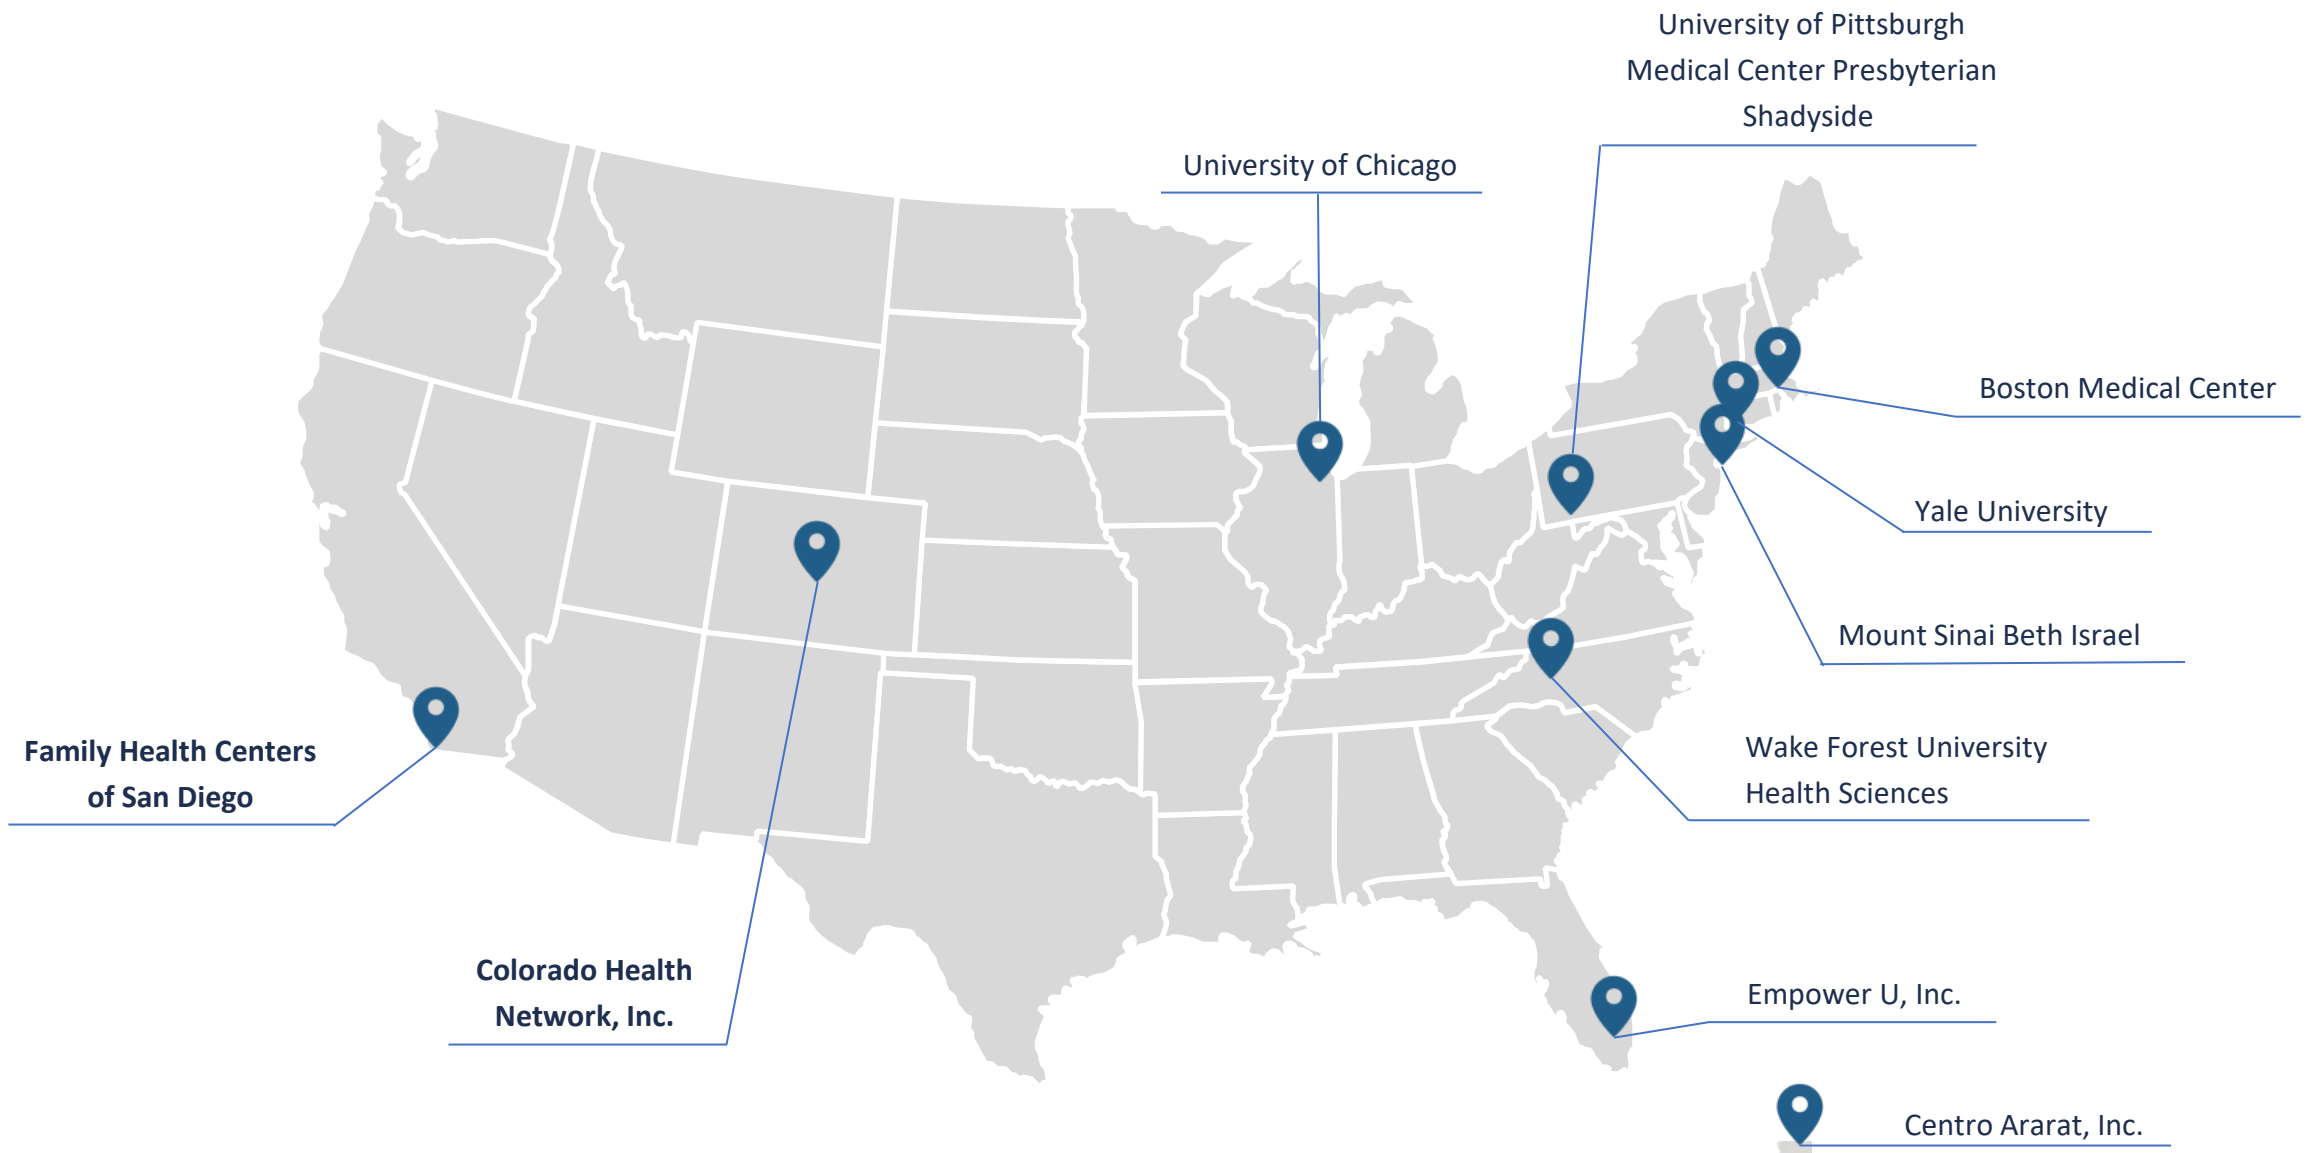 University of Pittsburgh
Medical Center Presbyterian
Shadyside
University of Chicago
Boston Medical Center
Yale University
Mount Sinai Beth Israel
Family Health Centers
of San Diego
Wake Forest University
Health Sciences
Colorado Health
Network, Inc.
Empower U, Inc.
Centro Ararat, Inc.